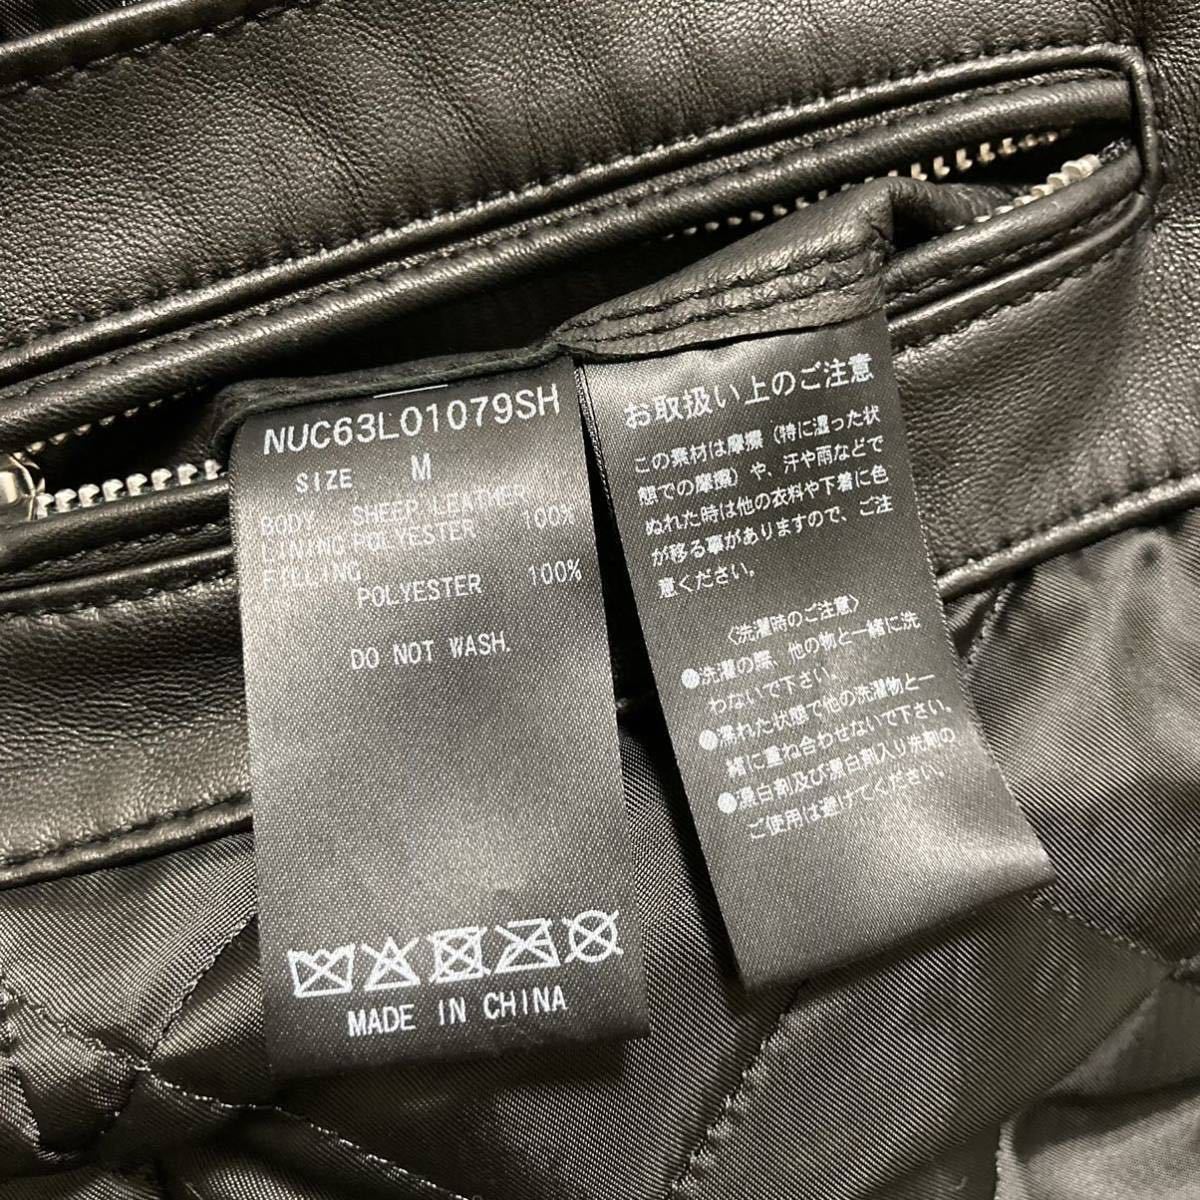 NUC63L01079SH
SIZE M
BODY SHEEP LEATHER
LINING POLYESTER 100%
FILLING
POLYESTER 100%
DO NOT WASH.
MADE IN CHINA
お取扱い上のご注意
この素材は摩擦（特に湿った状
態での摩擦）や、汗や雨などで
ぬれた時は他の衣料や下着に色
が移る事がありますので、ご注
意ください。
〈洗濯時のご注意〉
●洗濯の際、他の物と一緒に洗
わないで下さい。
●濡れた状態で他の洗濯物と一
緒に重ね合わせないで下さい。
●漂白剤及び漂白剤入り洗剤の
ご使用は避けてください。